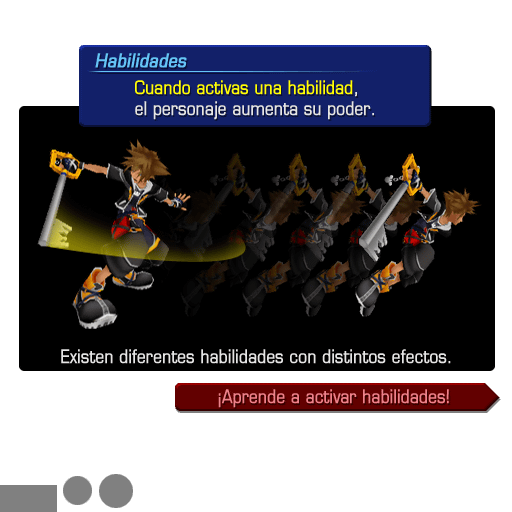 Habilidades
Cuando activas una habilidad,
el personaje aumenta su poder.
Existen diferentes habilidades con distintos efectos.
¡Aprende a activar habilidades!